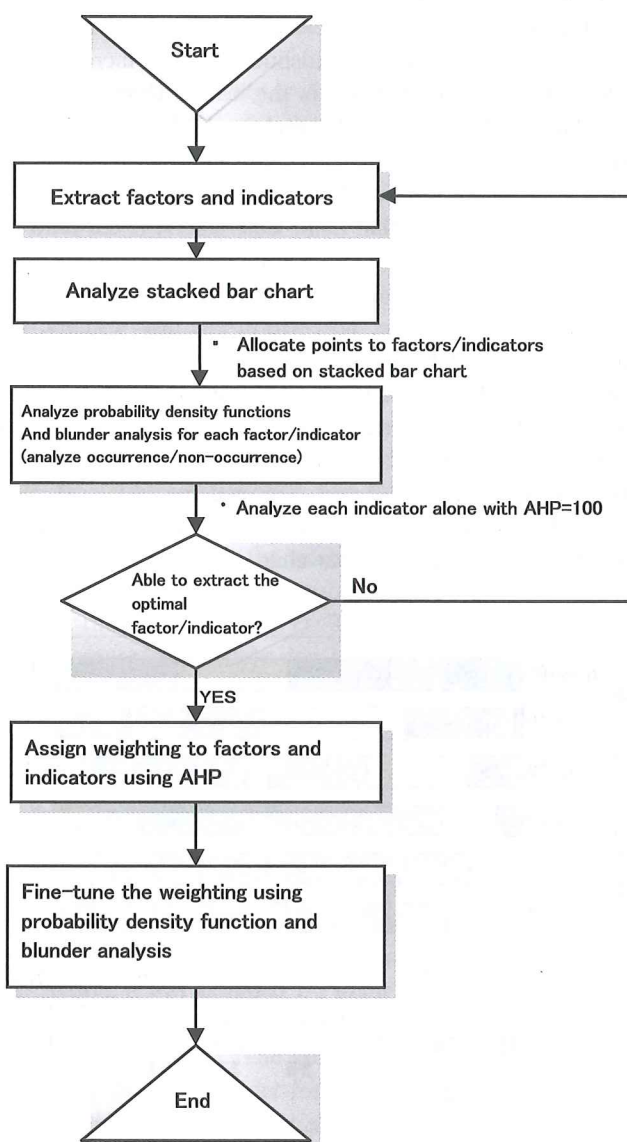 Start
Extract factors and indicators
Analyze stacked bar chart
▪ Allocate points to factors/indicators
based on stacked bar chart
Analyze probability density functions
And blunder analysis for each factor/indicator
(analyze occurrence/non-occurrence)
・Analyze each indicator alone with AHP=100
Able to extract the
optimal
factor/indicator?
No
YES
Assign weighting to factors and
indicators using AHP
Fine-tune the weighting using
probability density function and
blunder analysis
End